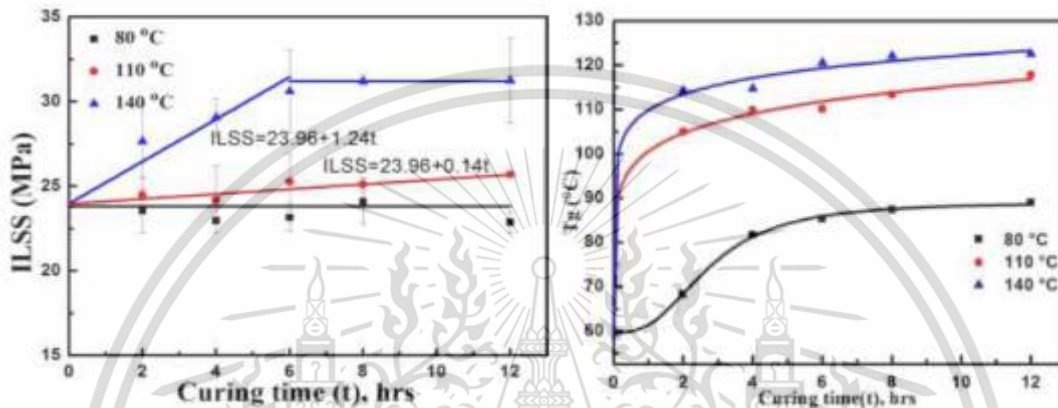 35
30
25
20
15
ILSS (MPa)
80 °C
110 °C
140 °C
ILSS=23.96+1.24t
ILSS=23.96+0.14t
0 2 4 6 8 10 12
Curing time (t), hrs
120
110
100
90
80
70
60
Tg (°C)
80 °C
110 °C
140 °C
0 2 4 6 8 10 12
Curing time(t), hrs